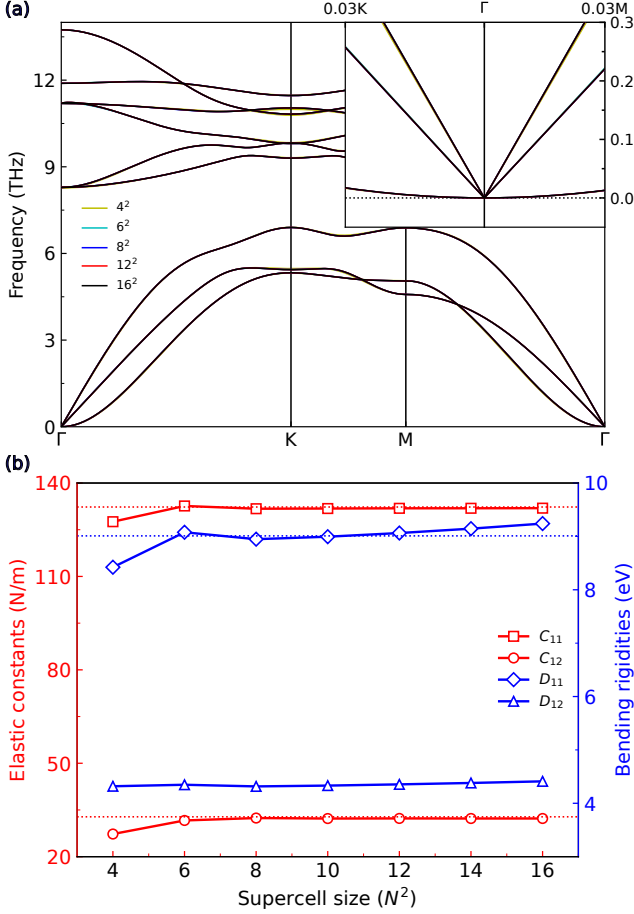 (a)
0.03K Γ 0.03M
Frequency (THz)
12
9
6
3
0
0.3
0.2
0.1
0.0
4²
6²
8²
12²
16²
Γ K M Γ
(b)
Elastic constants (N/m)
140
110
80
50
20
10
8
6
4
Bending rigidities (eV)
C₁₁
C₁₂
D₁₁
D₁₂
4 6 8 10 12 14 16
Supercell size (N²)